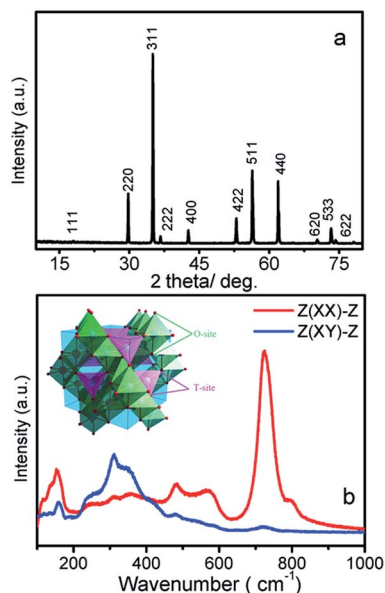 a
Intensity (a.u.)
111
220
311
222
400
422
511
440
620
533
622
15 30 45 60 75
2 theta/ deg.
Z(XX)-Z
Z(XY)-Z
O-site
T-site
Intensity (a.u.)
b
200 400 600 800 1000
Wavenumber ( cm-1)